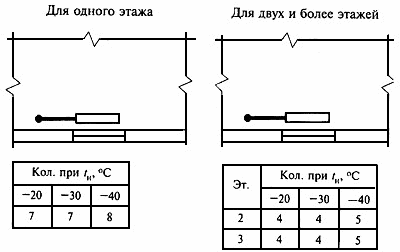 Для одного этажа
Для двух и более этажей
Кол. при tн, °C
−20 −30 −40
7 7 8
Эт. Кол. при tн, °C
−20 −30 −40
2 4 4 5
3 4 4 5